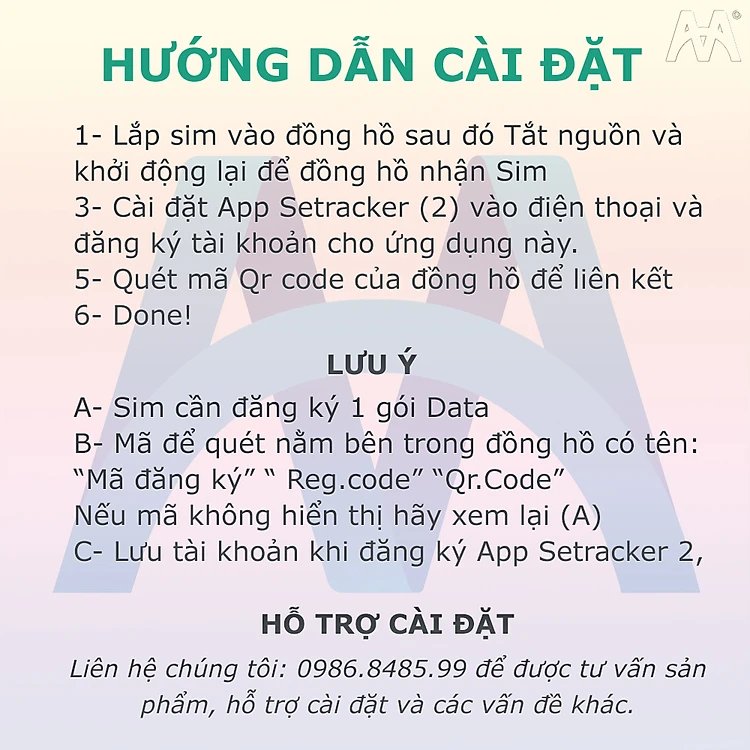 HƯỚNG DẪN CÀI ĐẶT
1- Lắp sim vào đồng hồ sau đó Tắt nguồn và
khởi động lại để đồng hồ nhận Sim
3- Cài đặt App Setracker (2) vào điện thoại và
đăng ký tài khoản cho ứng dụng này.
5- Quét mã Qr code của đồng hồ để liên kết
6- Done!
LƯU Ý
A- Sim cần đăng ký 1 gói Data
B- Mã để quét nằm bên trong đồng hồ có tên:
“Mã đăng ký” “ Reg.code” “Qr.Code”
Nếu mã không hiển thị hãy xem lại (A)
C- Lưu tài khoản khi đăng ký App Setracker 2,
HỖ TRỢ CÀI ĐẶT
Liên hệ chúng tôi: 0986.8485.99 để được tư vấn sản
phẩm, hỗ trợ cài đặt và các vấn đề khác.